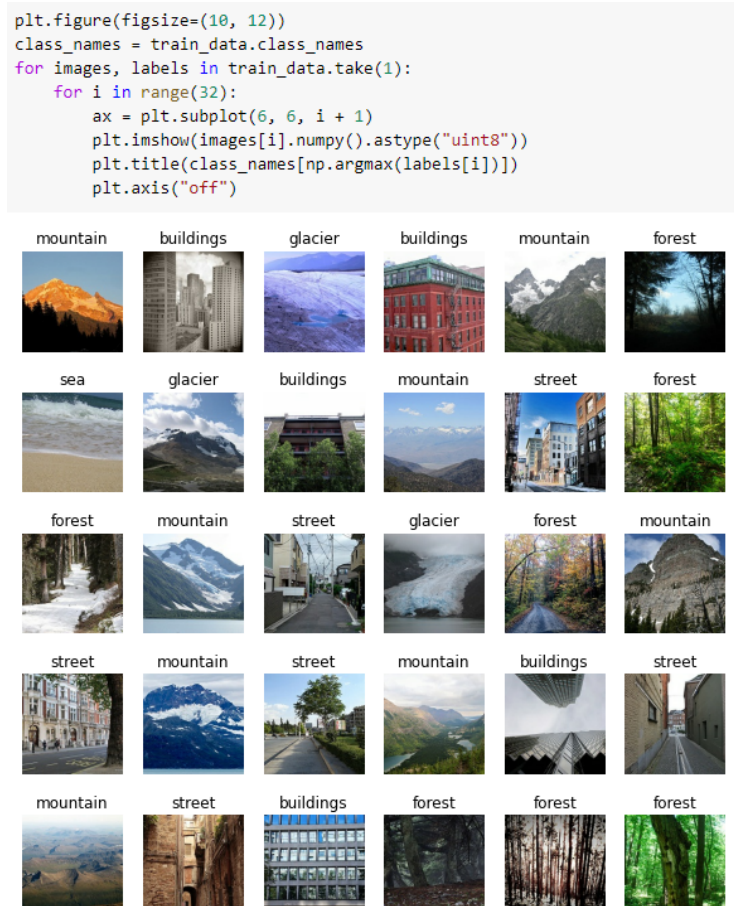 plt.figure(figsize=(10, 12))
class_names = train_data.class_names
for images, labels in train_data.take(1):
    for i in range(32):
        ax = plt.subplot(6, 6, i + 1)
        plt.imshow(images[i].numpy().astype("uint8"))
        plt.title(class_names[np.argmax(labels[i])])
        plt.axis("off")
mountain buildings glacier buildings mountain forest
sea glacier buildings mountain street forest
forest mountain street glacier forest mountain
street mountain street mountain buildings street
mountain street buildings forest forest forest